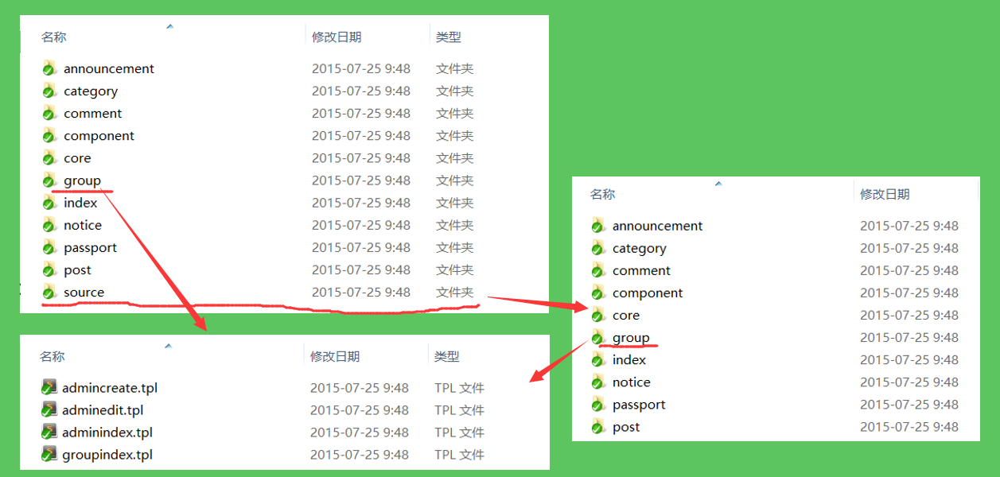 名称 修改日期 类型
announcement 2015-07-25 9:48 文件夹
category 2015-07-25 9:48 文件夹
comment 2015-07-25 9:48 文件夹
component 2015-07-25 9:48 文件夹
core 2015-07-25 9:48 文件夹
group 2015-07-25 9:48 文件夹
index 2015-07-25 9:48 文件夹
notice 2015-07-25 9:48 文件夹
passport 2015-07-25 9:48 文件夹
post 2015-07-25 9:48 文件夹
source 2015-07-25 9:48 文件夹
名称 修改日期
announcement 2015-07-25 9:48
category 2015-07-25 9:48
comment 2015-07-25 9:48
component 2015-07-25 9:48
core 2015-07-25 9:48
group 2015-07-25 9:48
index 2015-07-25 9:48
notice 2015-07-25 9:48
passport 2015-07-25 9:48
post 2015-07-25 9:48
名称 修改日期 类型
admincreate.tpl 2015-07-25 9:48 TPL 文件
adminedit.tpl 2015-07-25 9:48 TPL 文件
adminindex.tpl 2015-07-25 9:48 TPL 文件
groupindex.tpl 2015-07-25 9:48 TPL 文件